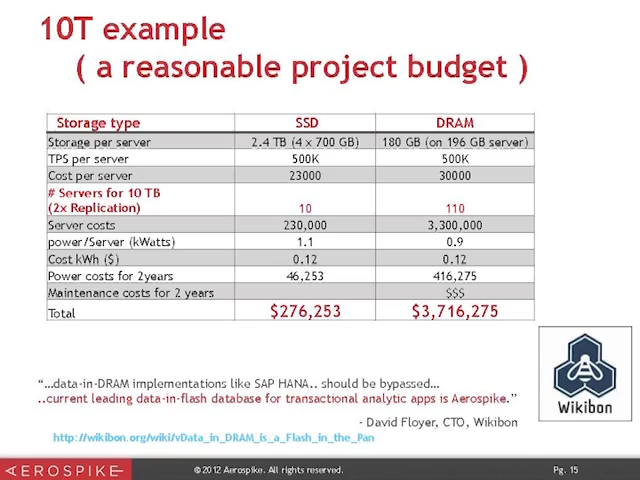 10T example
( a reasonable project budget )
Storage type SSD DRAM
Storage per server 2.4 TB (4 x 700 GB) 180 GB (on 196 GB server)
TPS per server 500K 500K
Cost per server 23000 30000
# Servers for 10 TB
(2x Replication) 10 110
Server costs 230,000 3,300,000
power/Server (kWatts) 1.1 0.9
Cost kWh ($) 0.12 0.12
Power costs for 2years 46,253 416,275
Maintenance costs for 2 years $$$
Total $276,253 $3,716,275
Wikibon
“…data-in-DRAM implementations like SAP HANA.. should be bypassed…
..current leading data-in-flash database for transactional analytic apps is Aerospike.”
- David Floyer, CTO, Wikibon
http://wikibon.org/wiki/vData_in_DRAM_is_a_Flash_in_the_Pan
AEROSPIKE ©2012 Aerospike. All rights reserved. Pg. 15